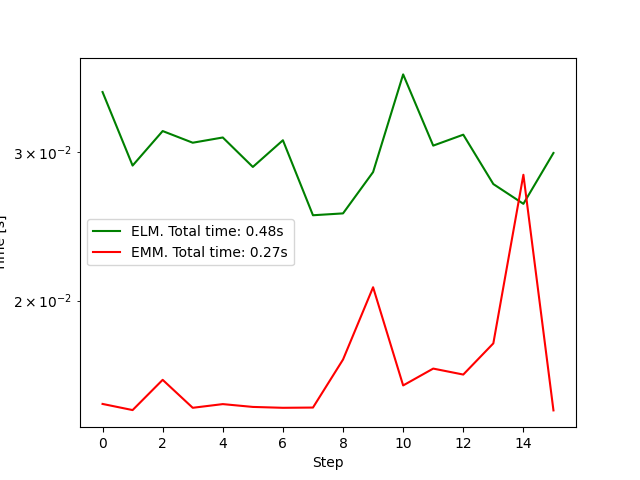 3 × 10⁻²
2 × 10⁻²
ELM. Total time: 0.48s
EMM. Total time: 0.27s
0 2 4 6 8 10 12 14
Step